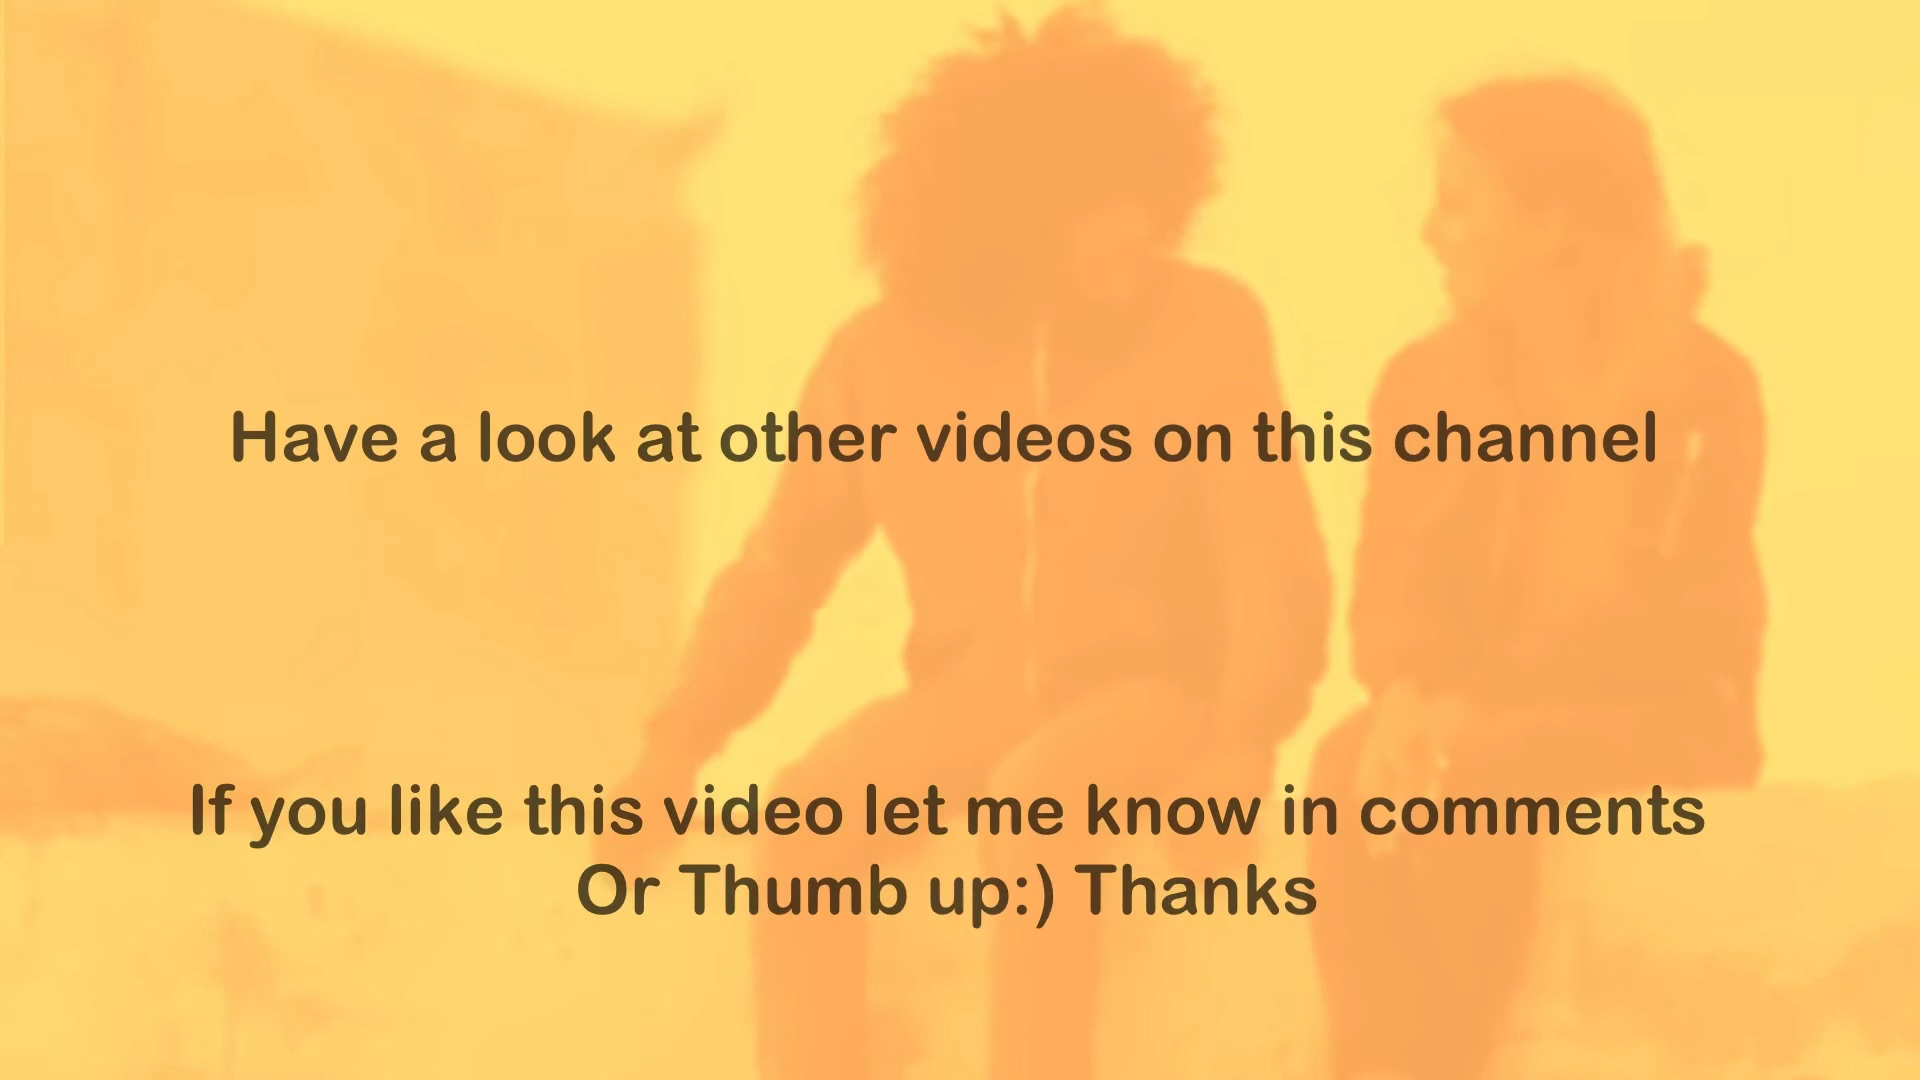 Have a look at other videos on this channel
If you like this video let me know in comments
Or Thumb up:) Thanks